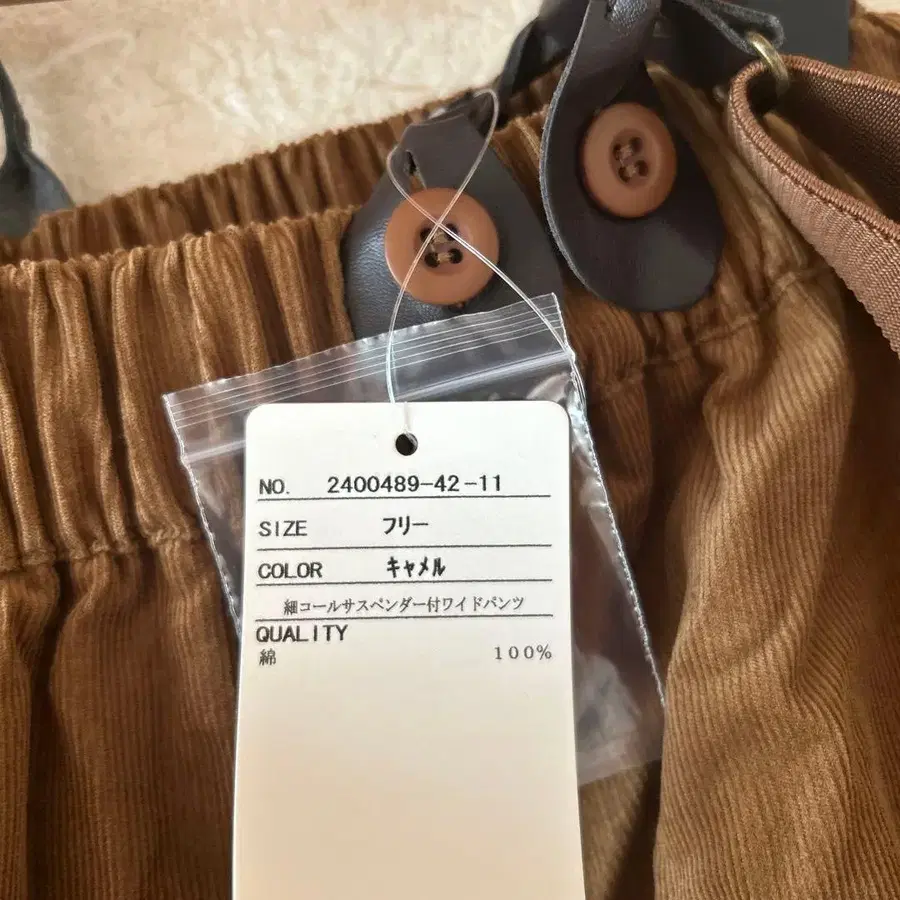 NO. 2400489-42-11
SIZE フリー
COLOR キャメル
細コールサスペンダー付ワイドパンツ
QUALITY
綿 100%